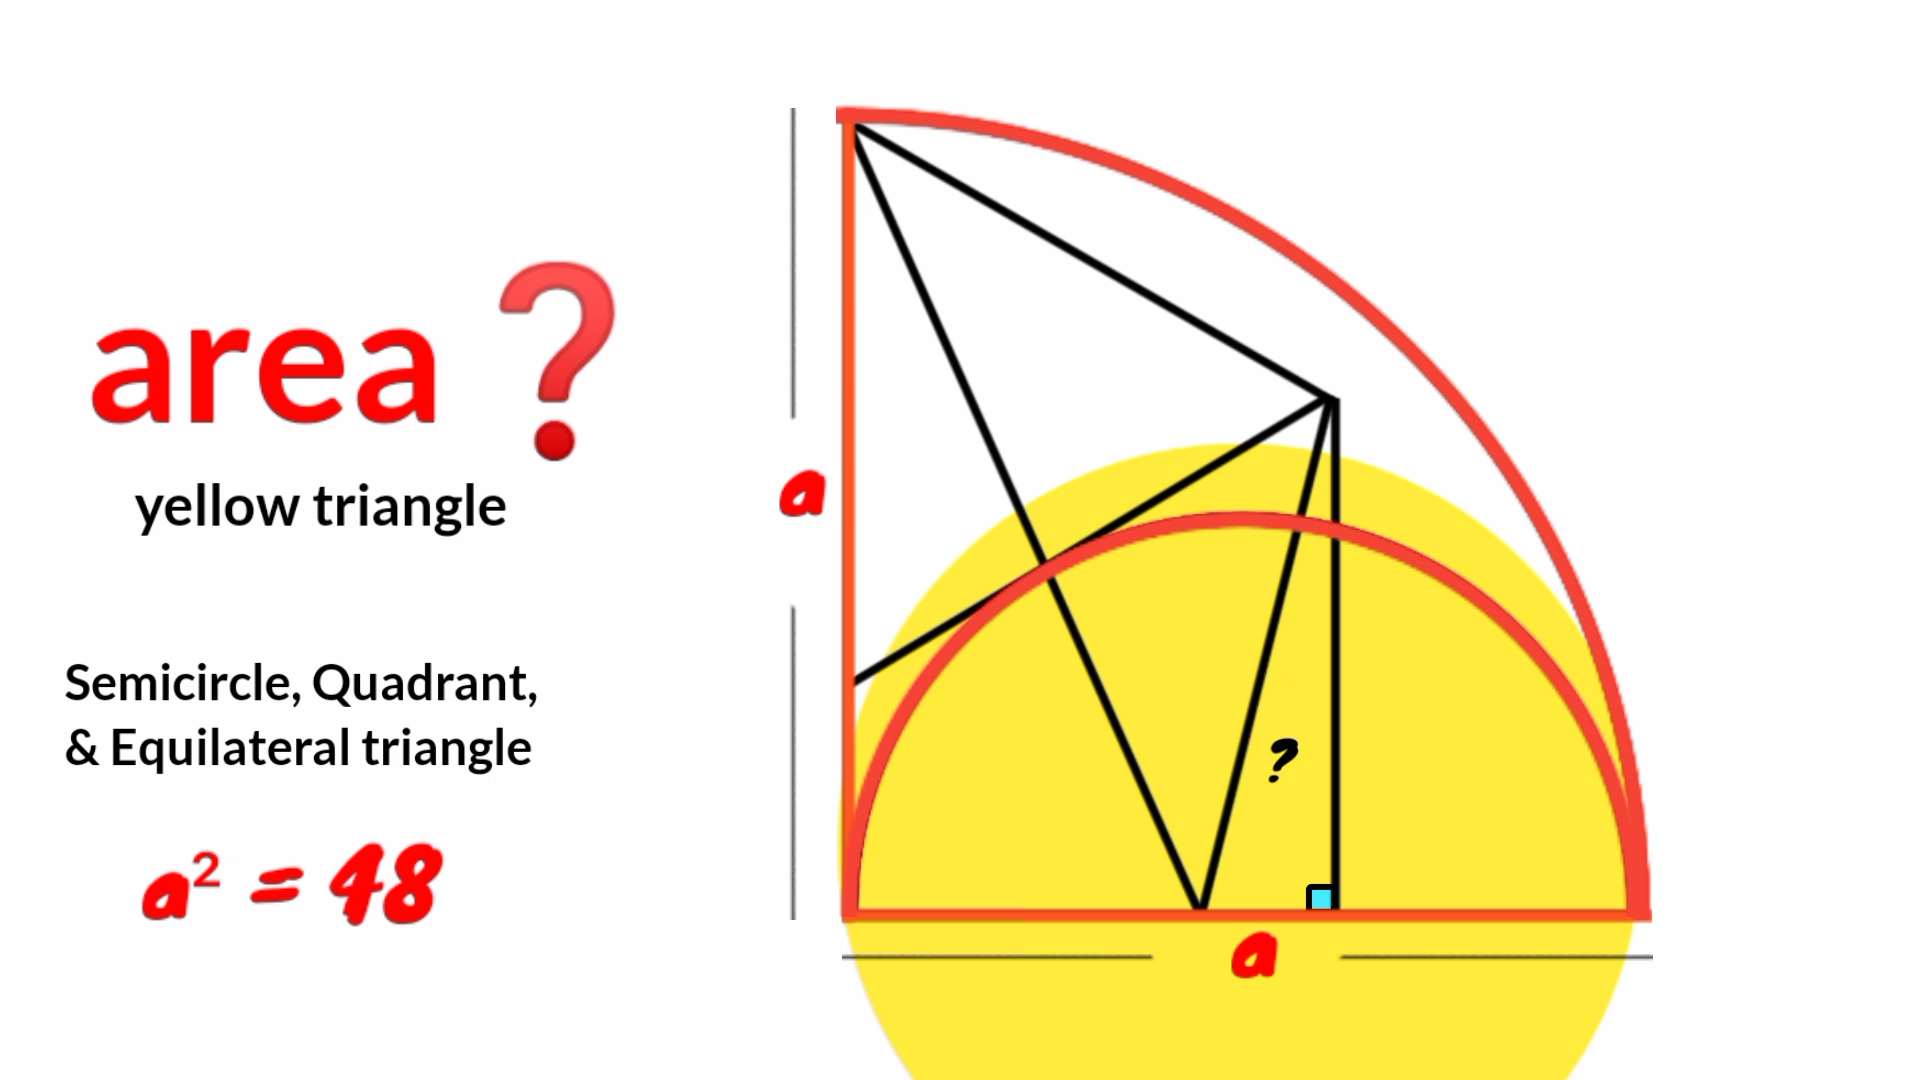 area ❓
yellow triangle
Semicircle, Quadrant,
& Equilateral triangle
a² = 48
a
?
a